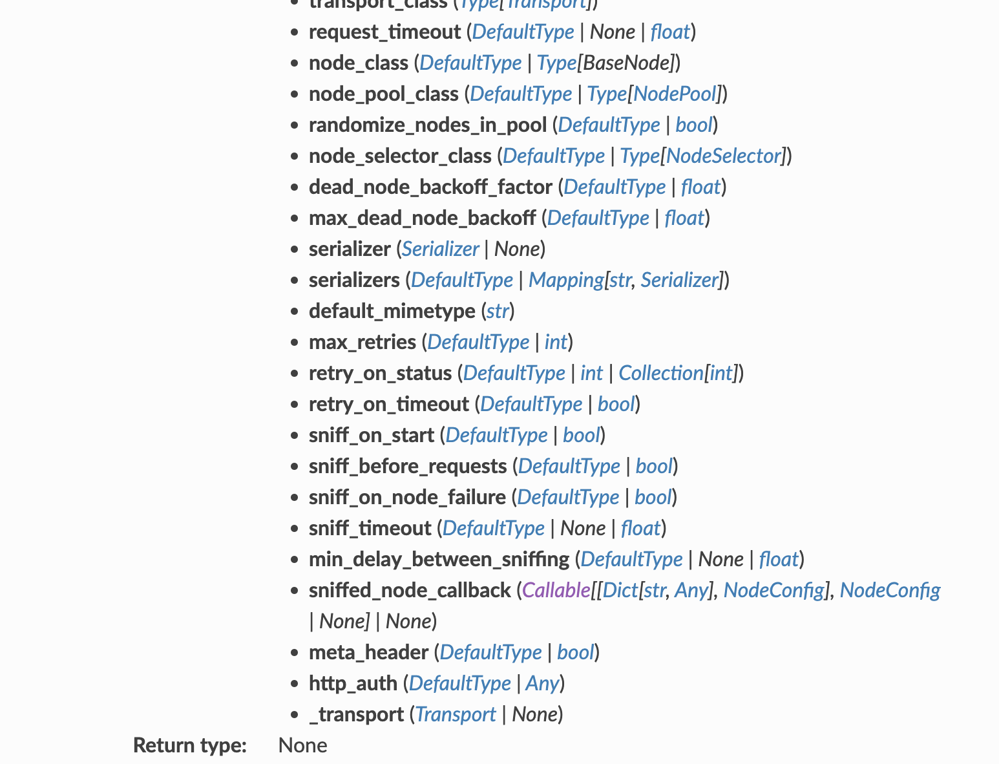 • transport_class (Type[Transport])
• request_timeout (DefaultType | None | float)
• node_class (DefaultType | Type[BaseNode])
• node_pool_class (DefaultType | Type[NodePool])
• randomize_nodes_in_pool (DefaultType | bool)
• node_selector_class (DefaultType | Type[NodeSelector])
• dead_node_backoff_factor (DefaultType | float)
• max_dead_node_backoff (DefaultType | float)
• serializer (Serializer | None)
• serializers (DefaultType | Mapping[str, Serializer])
• default_mimetype (str)
• max_retries (DefaultType | int)
• retry_on_status (DefaultType | int | Collection[int])
• retry_on_timeout (DefaultType | bool)
• sniff_on_start (DefaultType | bool)
• sniff_before_requests (DefaultType | bool)
• sniff_on_node_failure (DefaultType | bool)
• sniff_timeout (DefaultType | None | float)
• min_delay_between_sniffing (DefaultType | None | float)
• sniffed_node_callback (Callable[[Dict[str, Any], NodeConfig], NodeConfig
| None] | None)
• meta_header (DefaultType | bool)
• http_auth (DefaultType | Any)
• _transport (Transport | None)
Return type: None